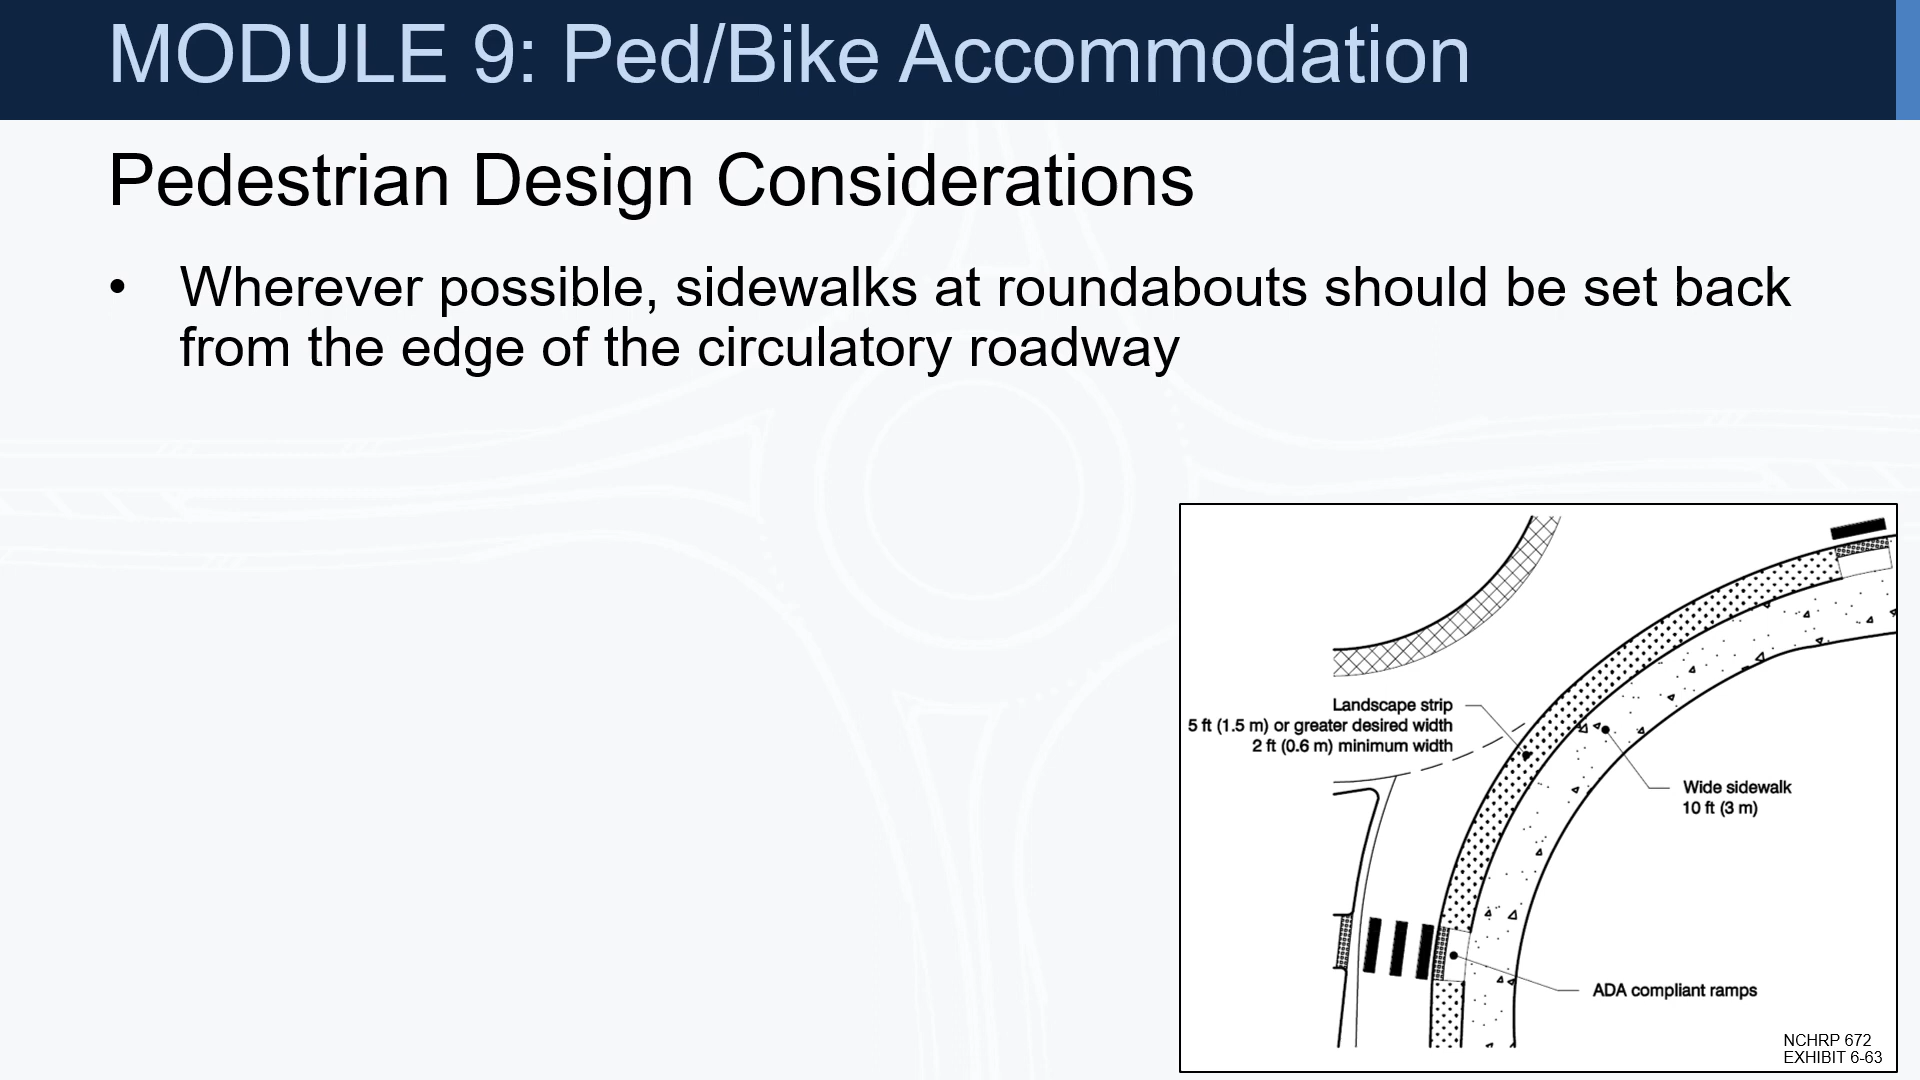 MODULE 9: Ped/Bike Accommodation
Pedestrian Design Considerations
• Wherever possible, sidewalks at roundabouts should be set back
from the edge of the circulatory roadway
Landscape strip
5 ft (1.5 m) or greater desired width
2 ft (0.6 m) minimum width
Wide sidewalk
10 ft (3 m)
ADA compliant ramps
NCHRP 672
EXHIBIT 6-63